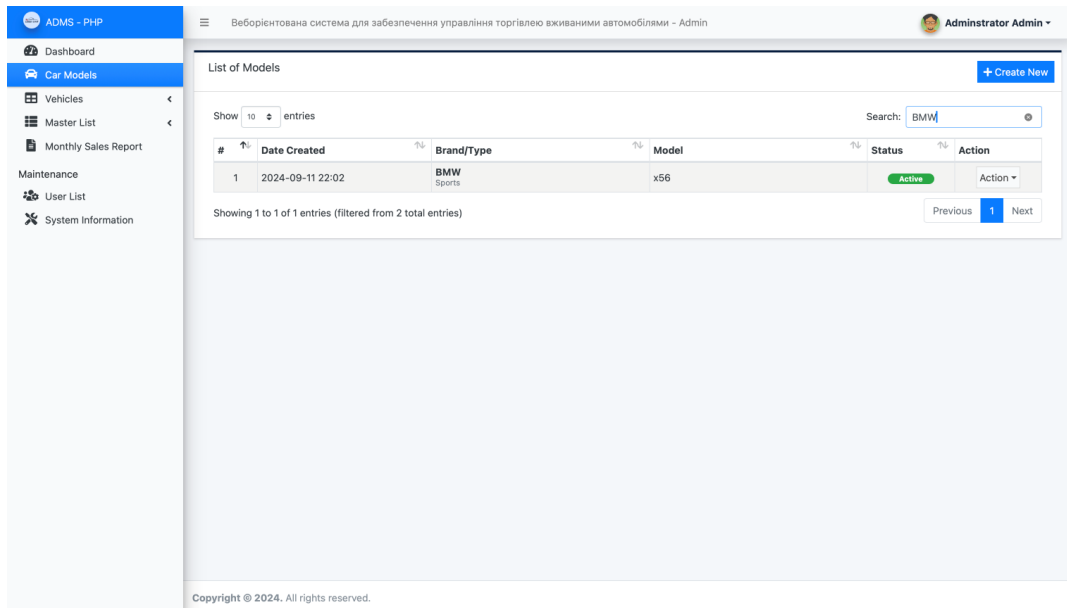 ADMS - PHP
Веборієнтована система для забезпечення управління торгівлею вживаними автомобілями - Admin
Adminstrator Admin
Dashboard
Car Models
Vehicles
Master List
Monthly Sales Report
Maintenance
User List
System Information
List of Models
Create New
Show 10 entries
Search: BMW
# Date Created Brand/Type Model Status Action
1 2024-09-11 22:02 BMW x56 Active Action
Sports
Showing 1 to 1 of 1 entries (filtered from 2 total entries)
Previous 1 Next
Copyright © 2024. All rights reserved.